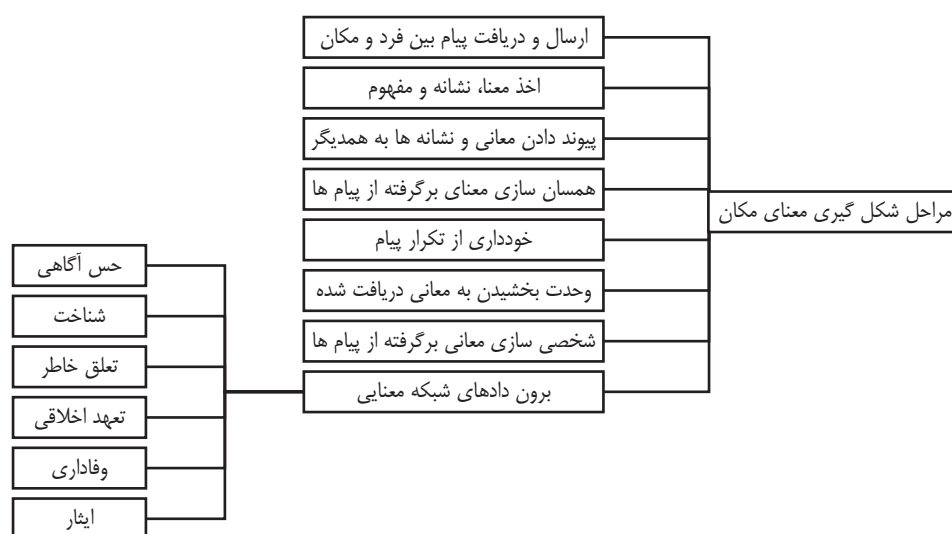 مراحل شکل گیری معنای مکان
ارسال و دریافت پیام بین فرد و مکان
اخذ معنا، نشانه و مفهوم
پیوند دادن معانی و نشانه ها به همدیگر
همسان سازی معنای برگرفته از پیام ها
خودداری از تکرار پیام
وحدت بخشیدن به معانی دریافت شده
شخصی سازی معانی برگرفته از پیام ها
برون دادهای شبکه معنایی
حس آگاهی
شناخت
تعلق خاطر
تعهد اخلاقی
وفاداری
ایثار